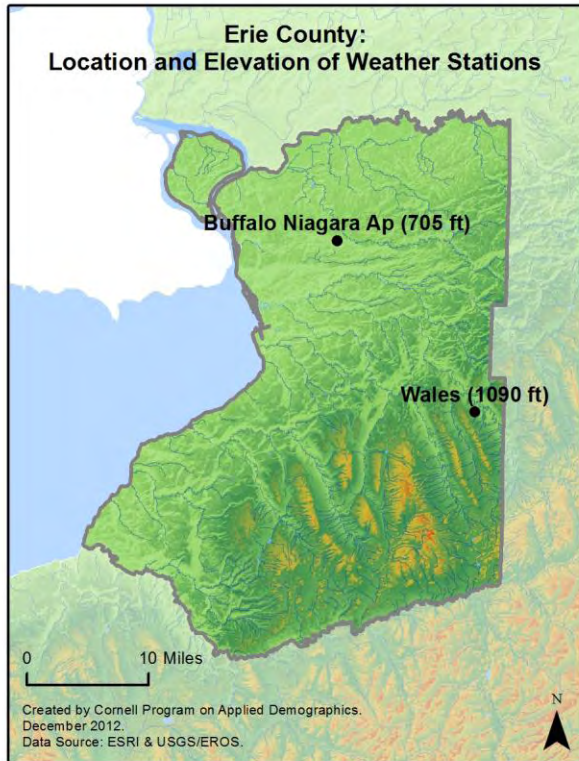 Erie County:
Location and Elevation of Weather Stations
Buffalo Niagara Ap (705 ft)
Wales (1090 ft)
0 10 Miles
Created by Cornell Program on Applied Demographics.
December 2012.
Data Source: ESRI & USGS/EROS.
N